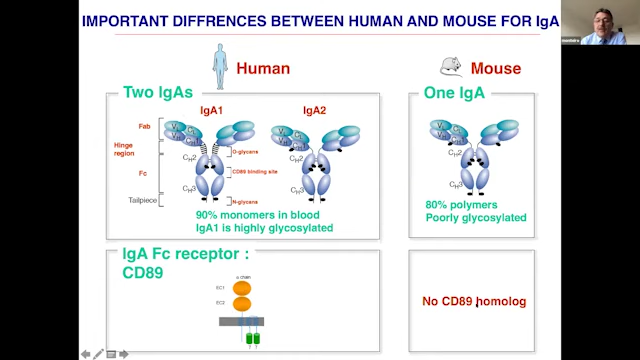 IMPORTANT DIFFRENCES BETWEEN HUMAN AND MOUSE FOR IgA
Human
Mouse
Two IgAs
One IgA
IgA1
IgA2
Fab
Hinge
region
Fc
Tailpiece
CH2
CH3
O-glycans
CD89 binding site
N-glycans
CH2
CH3
CH2
CH3
90% monomers in blood
IgA1 is highly glycosylated
80% polymers
Poorly glycosylated
IgA Fc receptor :
CD89
α chain
EC1
EC2
No CD89 homolog